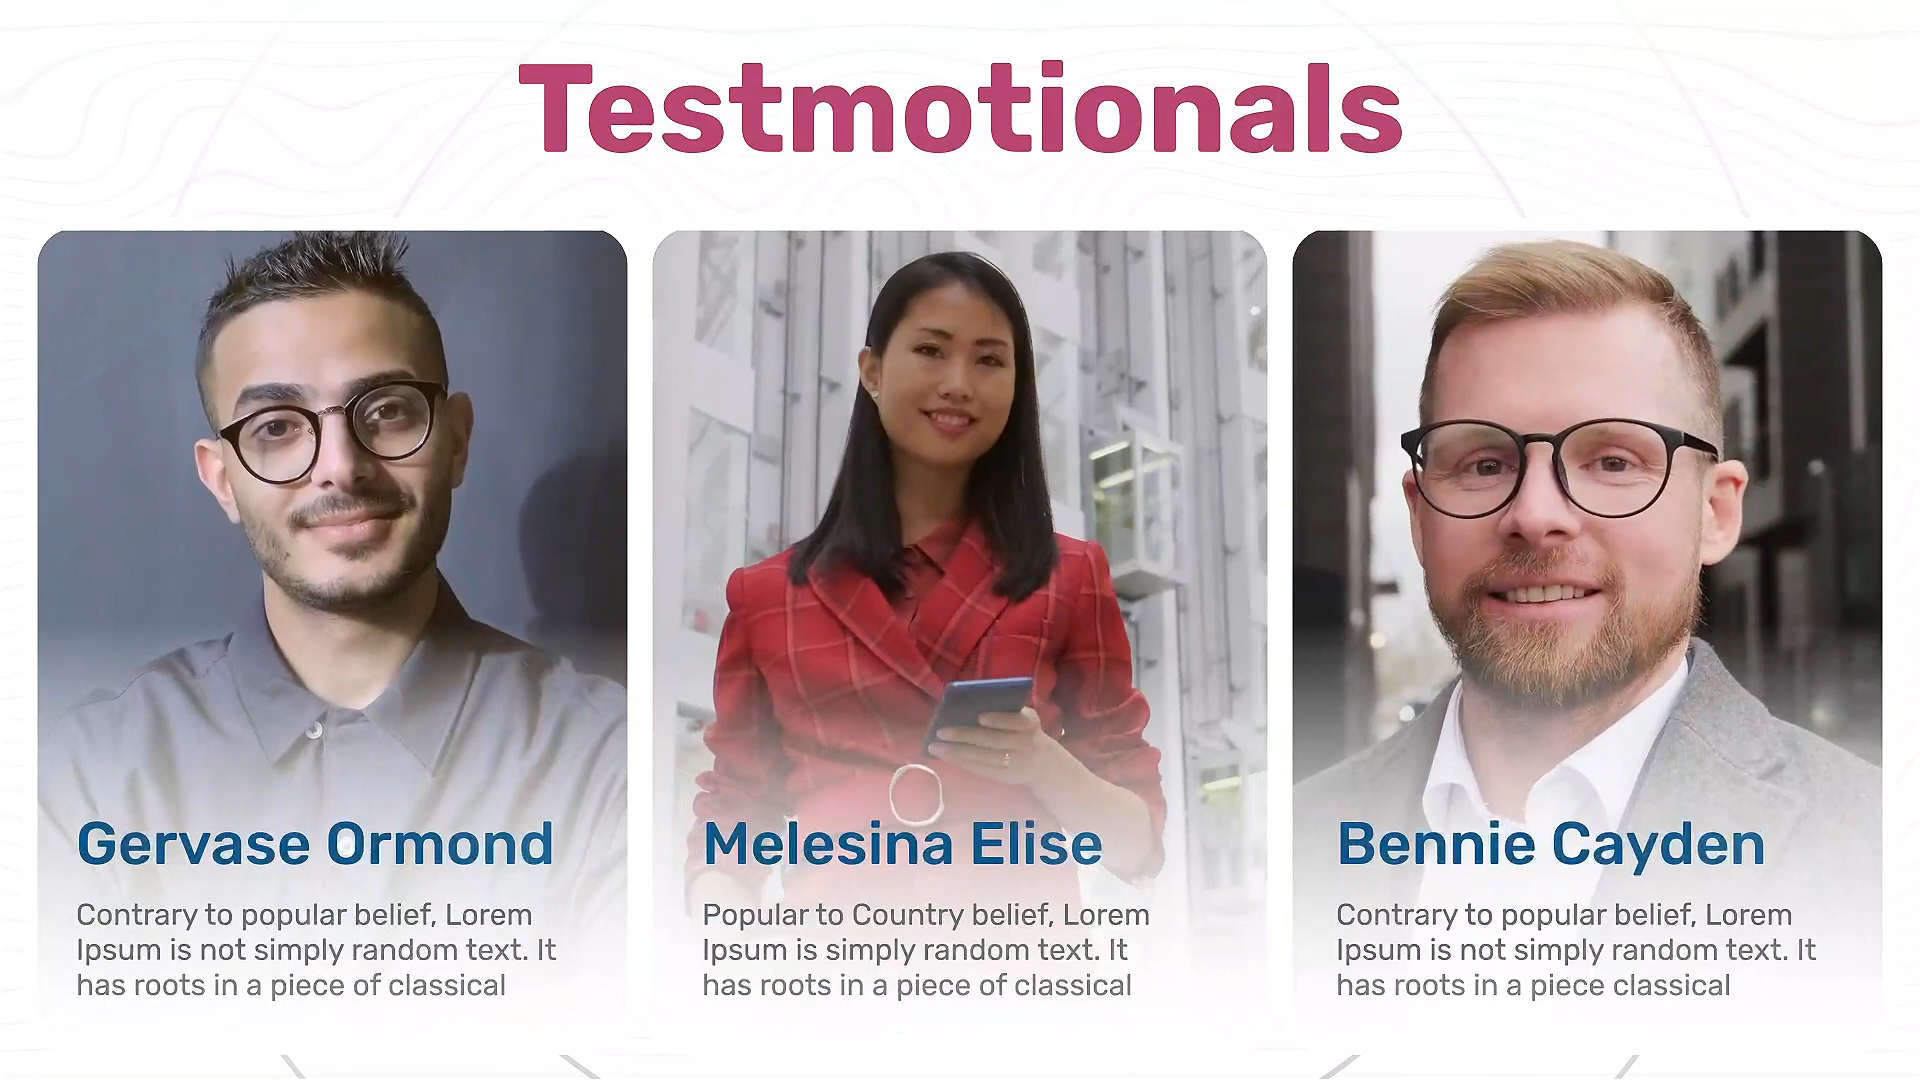 Testmotionals
Gervase Ormond
Contrary to popular belief, Lorem
Ipsum is not simply random text. It
has roots in a piece of classical
Melesina Elise
Popular to Country belief, Lorem
Ipsum is simply random text. It
has roots in a piece of classical
Bennie Cayden
Contrary to popular belief, Lorem
Ipsum is not simply random text. It
has roots in a piece classical